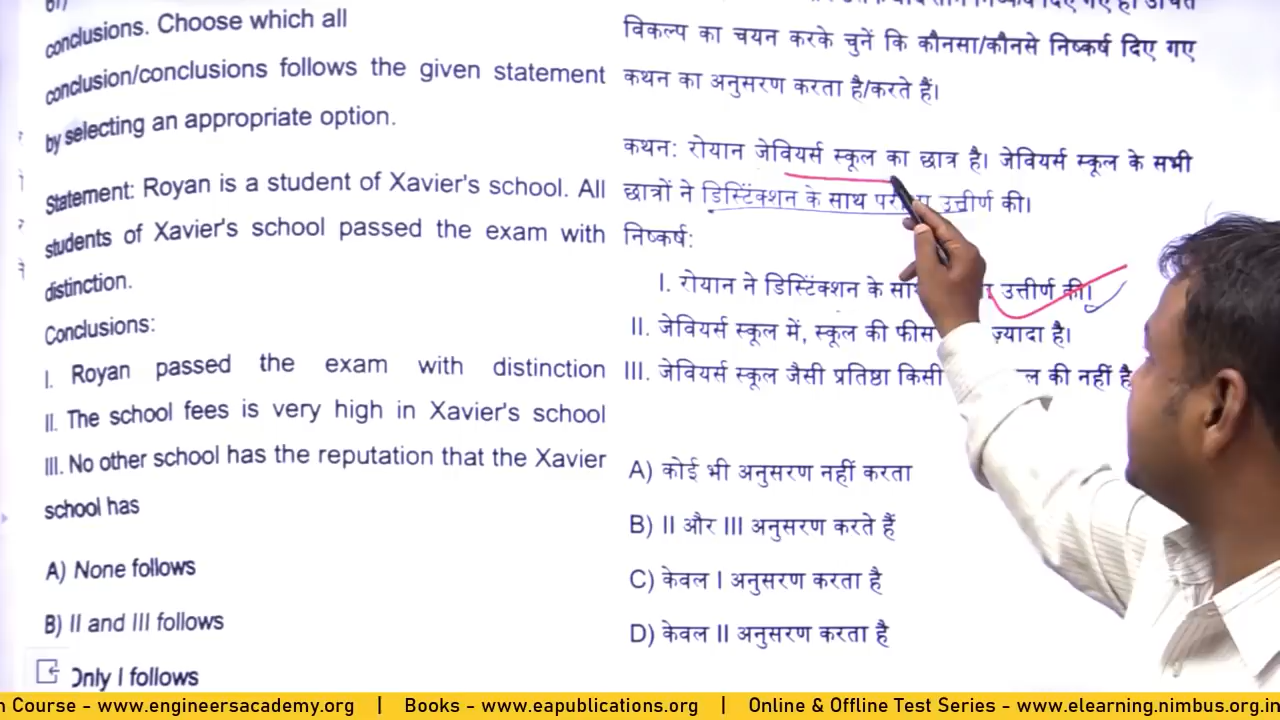 conclusions. Choose which all
conclusion/conclusions follows the given statement
by selecting an appropriate option.
Statement: Royan is a student of Xavier's school. All
students of Xavier's school passed the exam with
distinction.
Conclusions:
I. Royan passed the exam with distinction
II. The school fees is very high in Xavier's school
III. No other school has the reputation that the Xavier
school has
A) None follows
B) II and III follows
Only I follows
विकल्प का चयन करके चुनें कि कौनसा/कौनसे निष्कर्ष दिए गए
कथन का अनुसरण करता है/करते हैं।
कथन: रोयान जेवियर्स स्कूल का छात्र है। जेवियर्स स्कूल के सभी
छात्रों ने डिस्टिंक्शन के साथ उत्तीर्ण की।
निष्कर्ष:
I. रोयान ने डिस्टिंक्शन के उत्तीर्ण की।
II. जेवियर्स स्कूल में, स्कूल की फीस ज़्यादा है।
III. जेवियर्स स्कूल जैसी प्रतिष्ठा किसी की नहीं है
A) कोई भी अनुसरण नहीं करता
B) II और III अनुसरण करते हैं
C) केवल I अनुसरण करता है
D) केवल II अनुसरण करता है
Course - www.engineersacademy.org | Books - www.eapublications.org | Online & Offline Test Series - www.elearning.nimbus.org.in